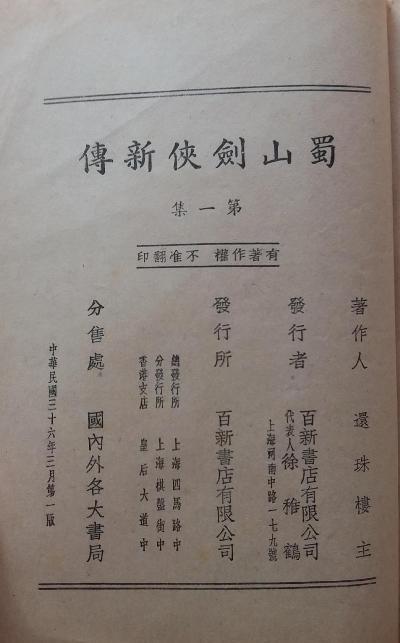 蜀山劍俠新傳
第一集
有著作權 不准翻印
著作人 還珠樓主
發行者 百新書店有限公司
代表人 徐稚鶴
上海河南中路一七九號
發行所 百新書店有限公司
總發行所 上海四馬路中
分發行所 上海棋盤街中
香港支店 皇后大道中
分售處 國內外各大書局
中華民國三十六年三月第一版